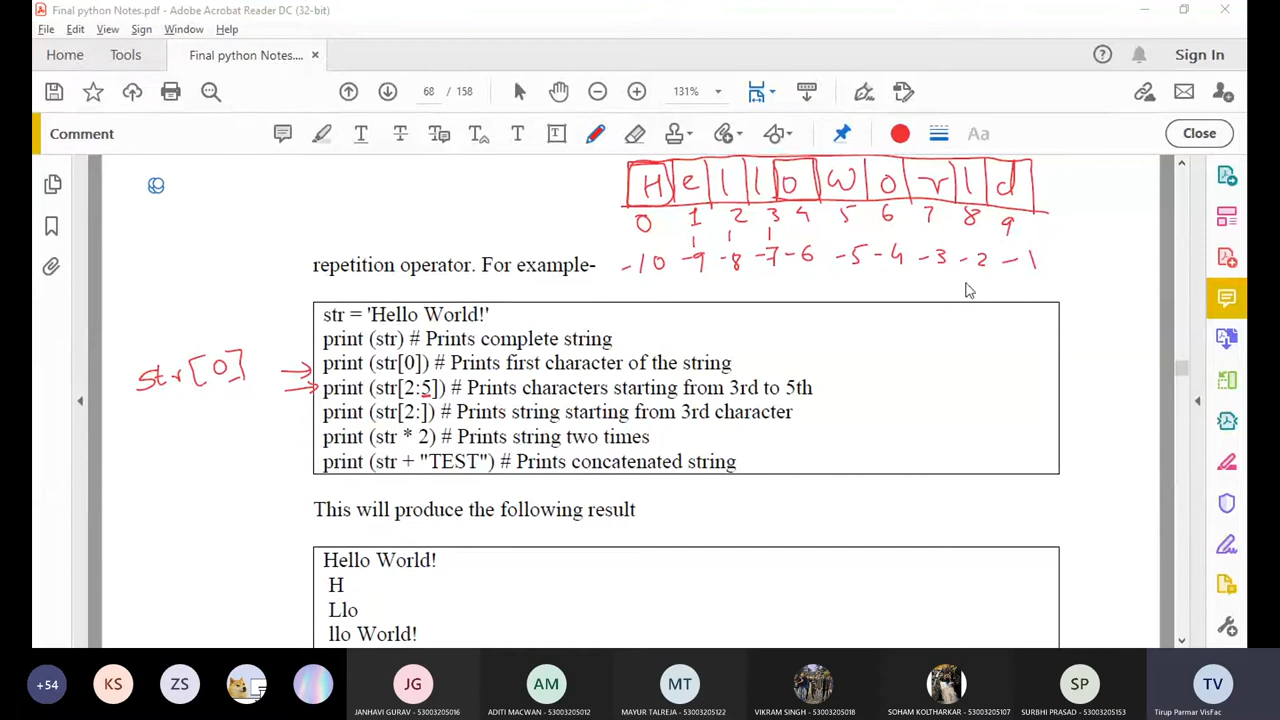 Final python Notes.pdf - Adobe Acrobat Reader DC (32-bit)
File Edit View Sign Window Help
Home Tools Final python Notes.... × Sign In
68 / 158 131%
Comment Close
H e l l o W o r l d
0 1 2 3 4 5 6 7 8 9
-10 -9 -8 -7 -6 -5 -4 -3 -2 -1
repetition operator. For example-
str = 'Hello World!'
print (str) # Prints complete string
str[0]
print (str[0]) # Prints first character of the string
print (str[2:5]) # Prints characters starting from 3rd to 5th
print (str[2:]) # Prints string starting from 3rd character
print (str * 2) # Prints string two times
print (str + "TEST") # Prints concatenated string
This will produce the following result
Hello World!
H
Llo
llo World!
+54 KS ZS JG AM MT SP TV
JANHAVI GURAV - 53003205016 ADITI MACWAN - 53003205012 MAYUR TALREJA - 53003205122 VIKRAM SINGH - 53003205018 SOHAM KOLTHARKAR - 53003205107 SURBHI PRASAD - 53003205153 Tirup Parmar VisFac